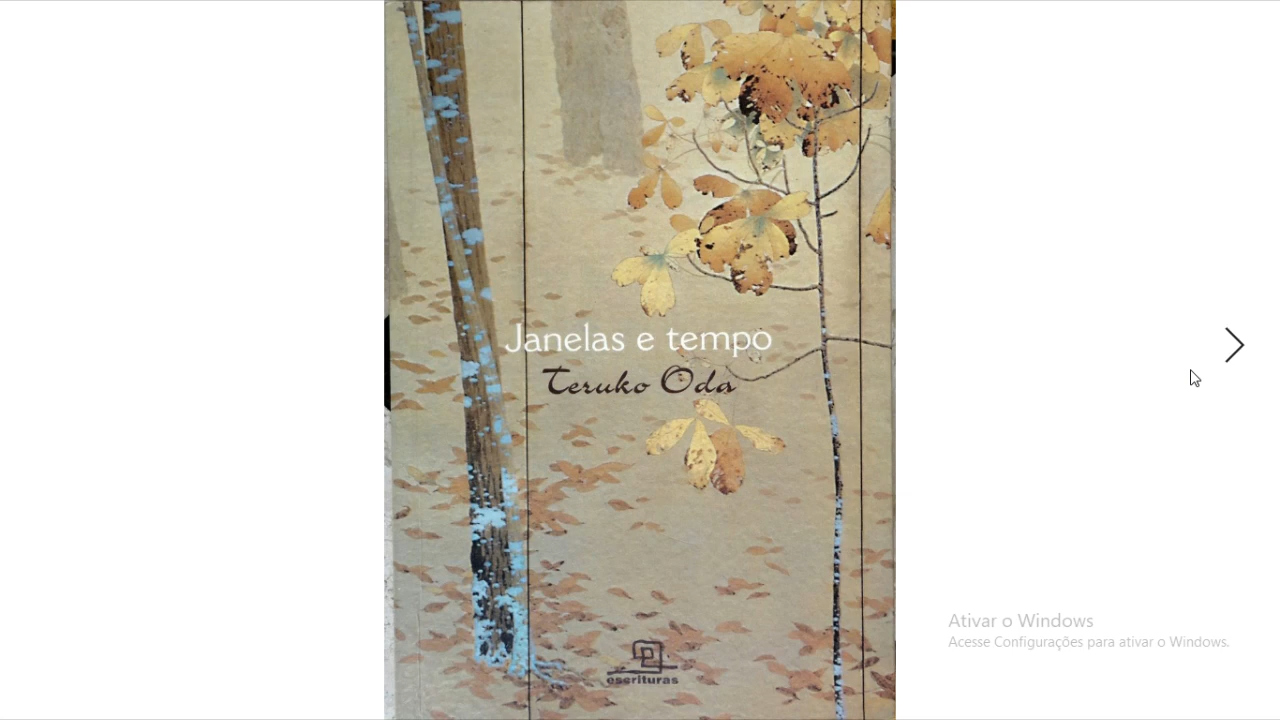 Janelas e tempo
Teruko Oda
escrituras
Ativar o Windows
Acesse Configurações para ativar o Windows.